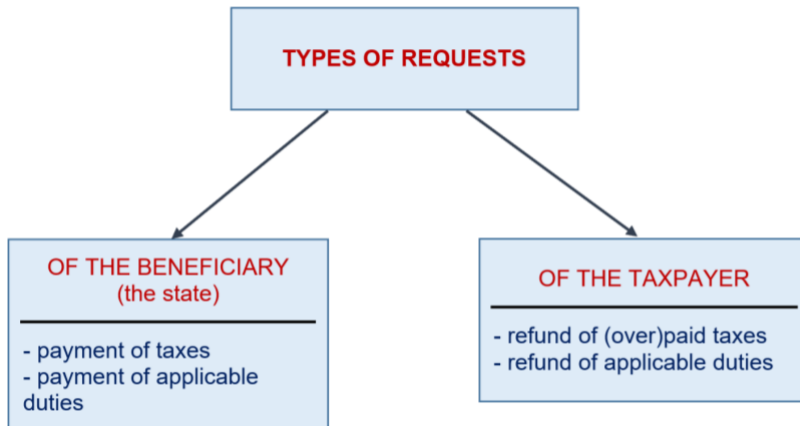 TYPES OF REQUESTS
OF THE BENEFICIARY
(the state)
- payment of taxes
- payment of applicable
duties
OF THE TAXPAYER
- refund of (over)paid taxes
- refund of applicable duties